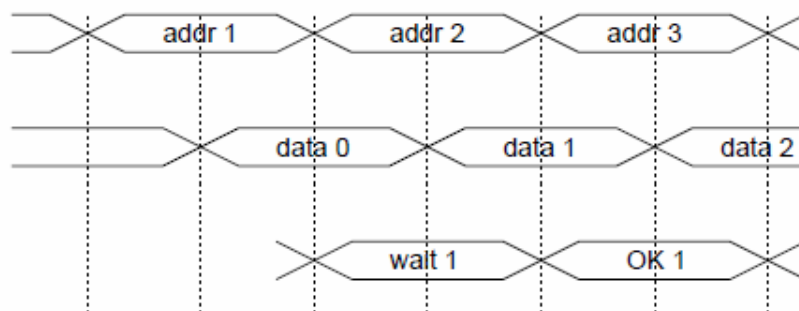 addr 1 addr 2 addr 3
data 0 data 1 data 2
wait 1 OK 1